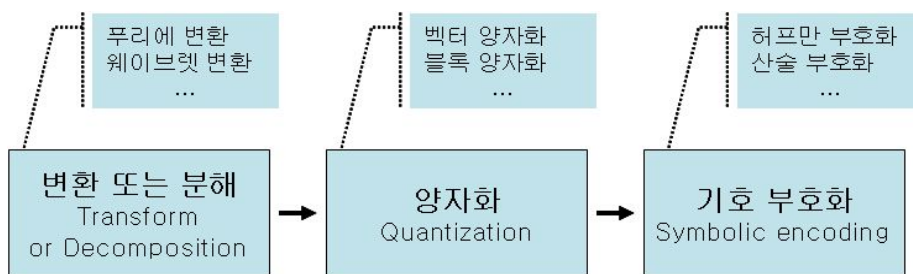 푸리에 변환
웨이브렛 변환
...
벡터 양자화
블록 양자화
...
허프만 부호화
산술 부호화
...
변환 또는 분해
Transform
or Decomposition
양자화
Quantization
기호 부호화
Symbolic encoding